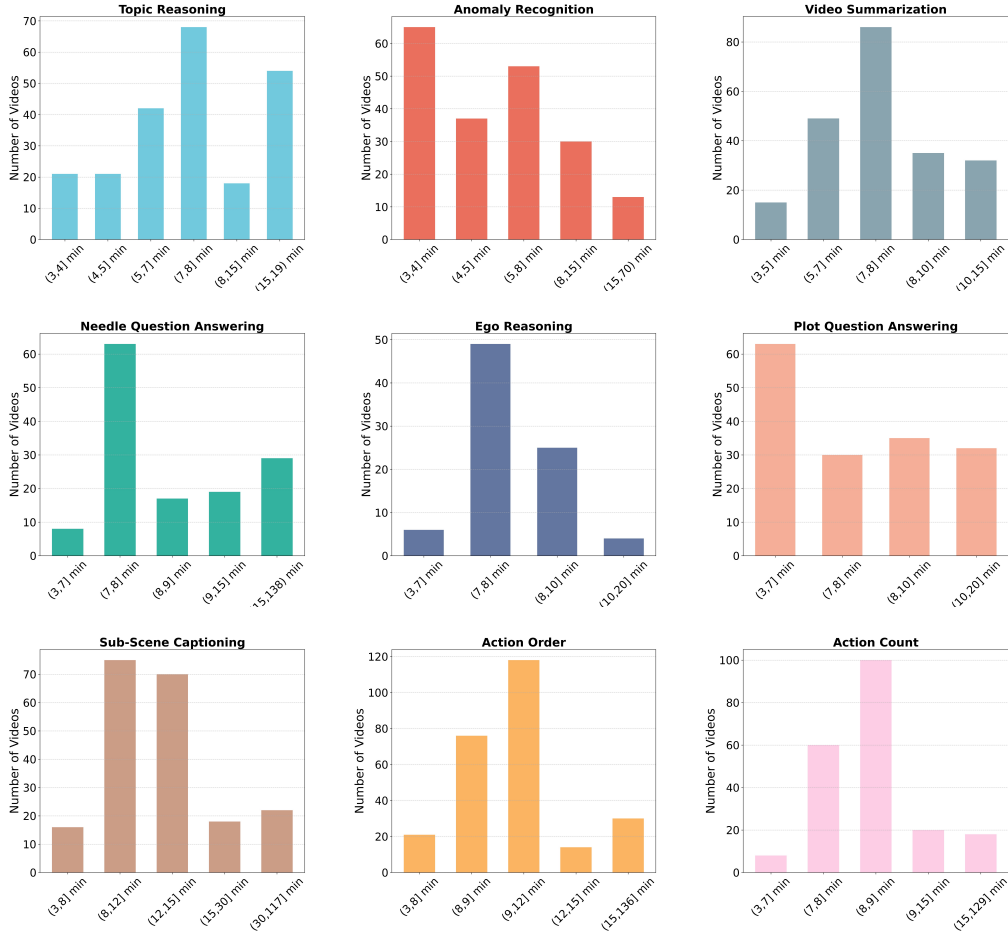 Topic Reasoning
Number of Videos
70
60
50
40
30
20
10
0
(3,4] min
(4,5] min
(5,7] min
(7,8] min
(8,15] min
(15,19) min
Anomaly Recognition
Number of Videos
60
50
40
30
20
10
0
(3,4] min
(4,5] min
(5,8] min
(8,15] min
(15,70) min
Video Summarization
Number of Videos
80
60
40
20
0
(3,5] min
(5,7] min
(7,8] min
(8,10] min
(10,15] min
Needle Question Answering
Number of Videos
60
50
40
30
20
10
0
(3,7] min
(7,8] min
(8,9] min
(9,15] min
15,138) min
Ego Reasoning
Number of Videos
50
40
30
20
10
0
(3,7] min
(7,8] min
(8,10] min
(10,20] min
Plot Question Answering
Number of Videos
60
50
40
30
20
10
0
(3,7] min
(7,8] min
(8,10] min
(10,20] min
Sub-Scene Captioning
Number of Videos
70
60
50
40
30
20
10
0
(3,8] min
(8,12] min
(12,15] min
(15,30] min
(30,117] min
Action Order
Number of Videos
120
100
80
60
40
20
0
(3,8] min
(8,9] min
(9,12] min
(12,15] min
(15,136] min
Action Count
Number of Videos
100
80
60
40
20
0
(3,7] min
(7,8] min
(8,9] min
(9,15] min
(15,129] min